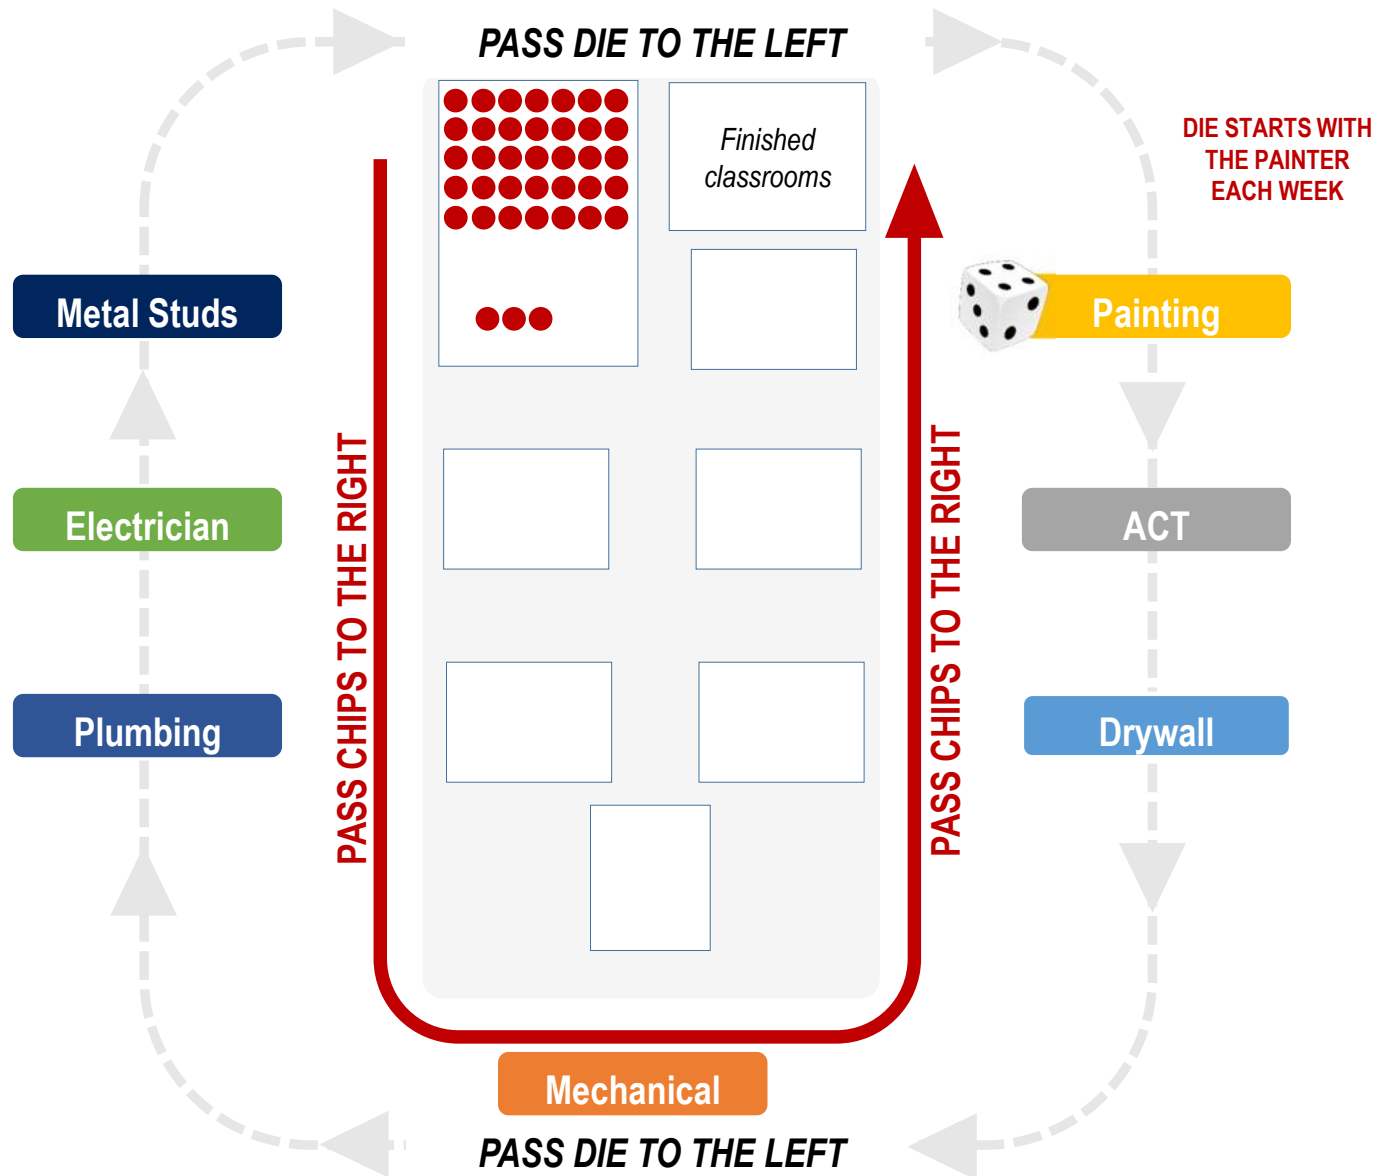 PASS DIE TO THE LEFT
Finished
classrooms
DIE STARTS WITH
THE PAINTER
EACH WEEK
Metal Studs
Painting
PASS CHIPS TO THE RIGHT
PASS CHIPS TO THE RIGHT
Electrician
ACT
Plumbing
Drywall
Mechanical
PASS DIE TO THE LEFT